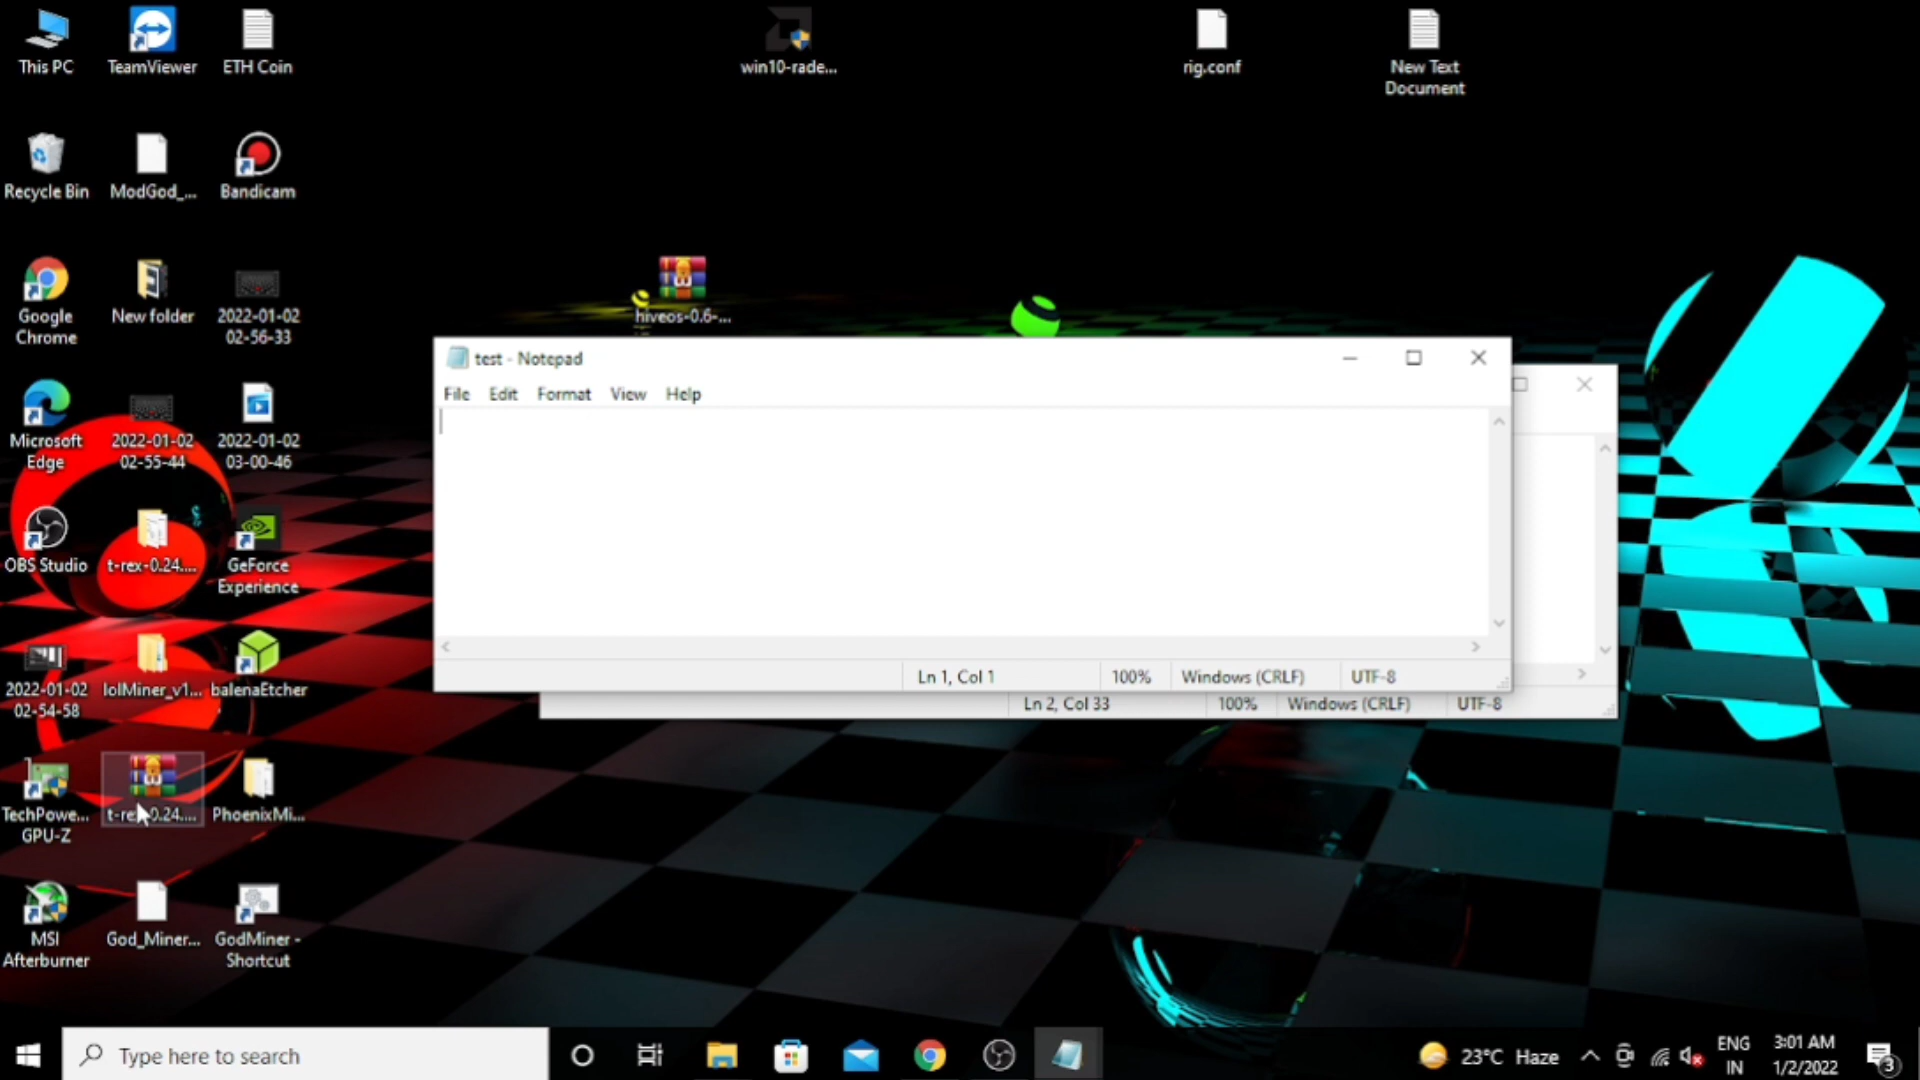 This PC
TeamViewer
ETH Coin
win10-rade...
rig.conf
New Text
Document
Recycle Bin
ModGod_...
Bandicam
Google
Chrome
New folder
2022-01-02
02-56-33
hiveos-0.6-...
Microsoft
Edge
2022-01-02
02-55-44
2022-01-02
03-00-46
OBS Studio
t-rex-0.24....
GeForce
Experience
2022-01-02
02-54-58
lolMiner_v1...
balenaEtcher
TechPowe...
GPU-Z
t-rex-0.24....
PhoenixMi...
MSI
Afterburner
God_Miner...
GodMiner -
Shortcut
test - Notepad
File Edit Format View Help
Ln 1, Col 1 100% Windows (CRLF) UTF-8
Ln 2, Col 33 100% Windows (CRLF) UTF-8
Type here to search
23°C Haze
ENG
IN
3:01 AM
1/2/2022
3